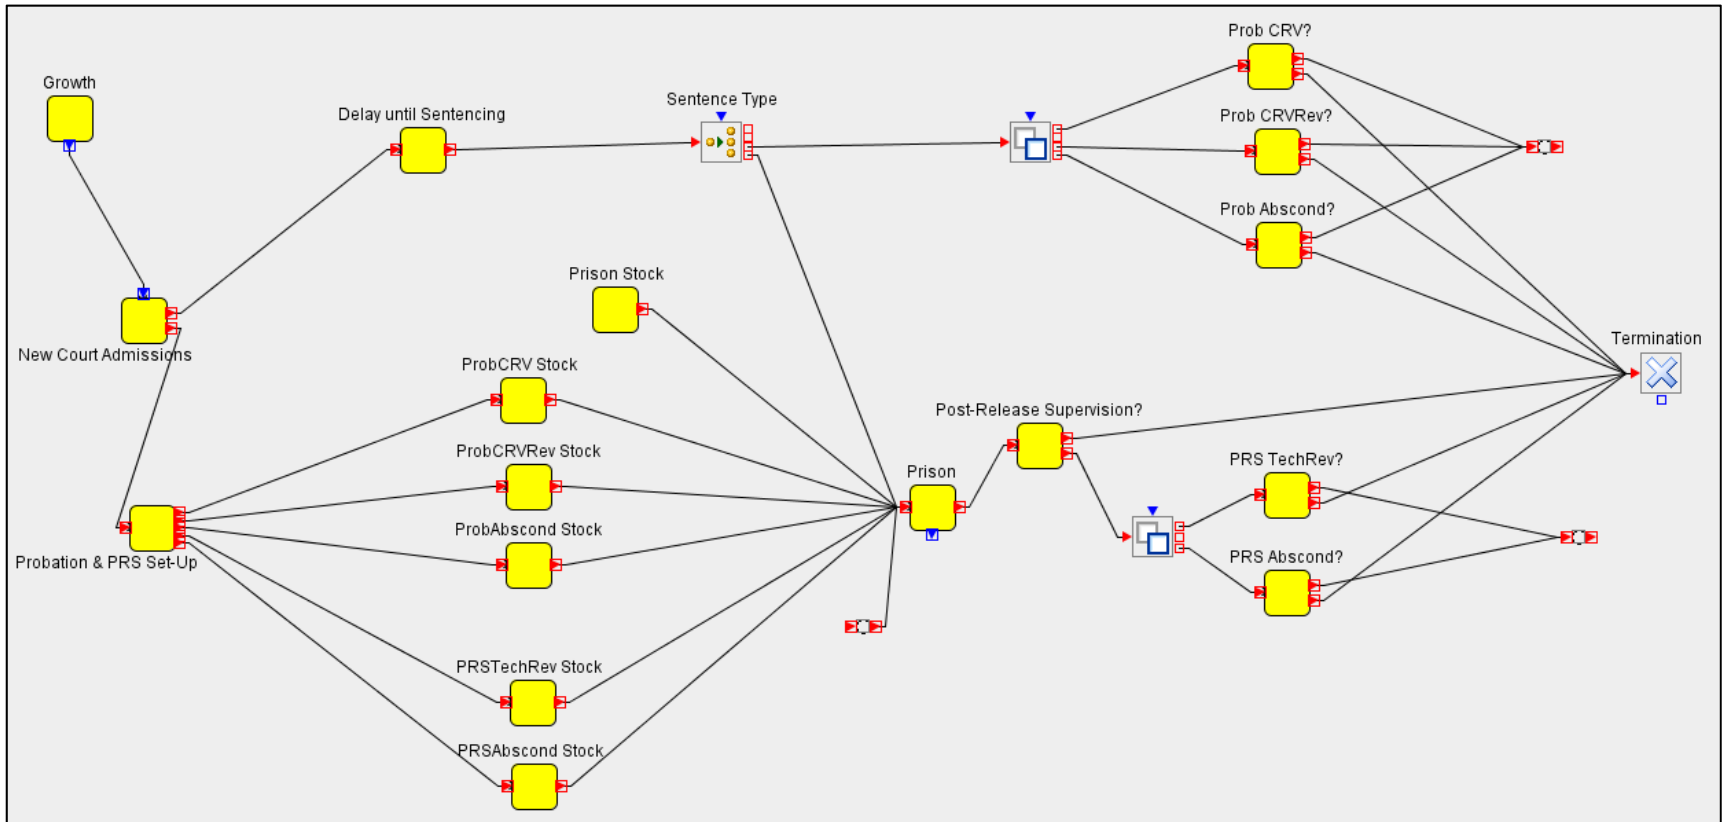 Prob CRV?
Growth
Sentence Type
Delay until Sentencing
Prob CRVRev?
Prob Abscond?
Prison Stock
New Court Admissions
Termination
ProbCRV Stock
Post-Release Supervision?
ProbCRVRev Stock
Prison
PRS TechRev?
ProbAbscond Stock
Probation & PRS Set-Up
PRS Abscond?
PRSTechRev Stock
PRSAbscond Stock